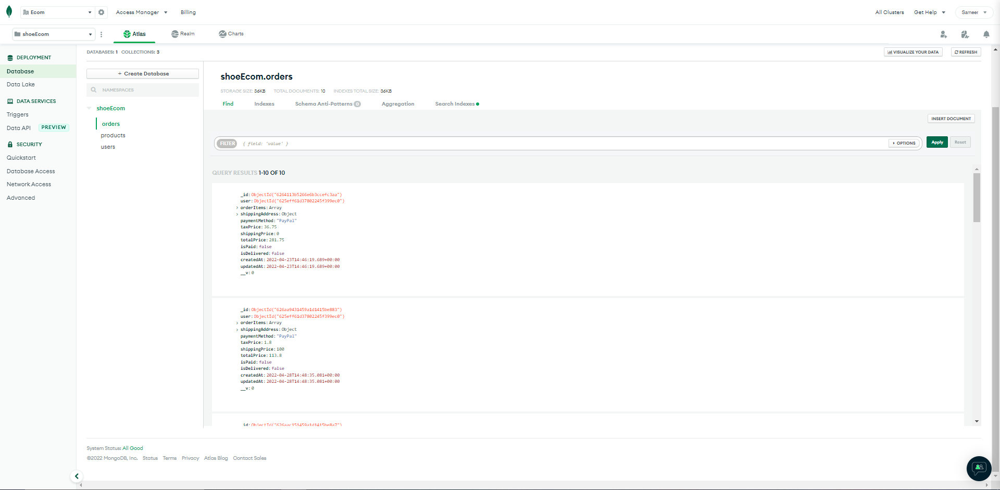 Ecom Access Manager Billing All Clusters Get Help Sameer
shoeEcom Atlas Realm Charts
DATABASES: 1 COLLECTIONS: 3 VISUALIZE YOUR DATA REFRESH
DEPLOYMENT
Database
Data Lake
DATA SERVICES
Triggers
Data API PREVIEW
SECURITY
Quickstart
Database Access
Network Access
Advanced
+ Create Database
NAMESPACES
shoeEcom
orders
products
users
shoeEcom.orders
STORAGE SIZE: 36KB TOTAL DOCUMENTS: 10 INDEXES TOTAL SIZE: 36KB
Find Indexes Schema Anti-Patterns 0 Aggregation Search Indexes
INSERT DOCUMENT
FILTER { field: 'value' } OPTIONS Apply Reset
QUERY RESULTS 1-10 OF 10
_id: ObjectId("6264113b5266e6b3ccefc3aa")
user: ObjectId("625eff61d37802245f399ec0")
orderItems: Array
shippingAddress: Object
paymentMethod: "PayPal"
taxPrice: 36.75
shippingPrice: 0
totalPrice: 281.75
isPaid: false
isDelivered: false
createdAt: 2022-04-23T14:46:19.689+00:00
updatedAt: 2022-04-23T14:46:19.689+00:00
__v: 0
_id: ObjectId("626aa9431459a1d1415be883")
user: ObjectId("625eff61d37802245f399ec0")
orderItems: Array
shippingAddress: Object
paymentMethod: "PayPal"
taxPrice: 1.8
shippingPrice: 100
totalPrice: 113.8
isPaid: false
isDelivered: false
createdAt: 2022-04-28T14:48:35.081+00:00
updatedAt: 2022-04-28T14:48:35.081+00:00
__v: 0
_id: ObjectId("626aac151459a1d1415be8a7")
System Status: All Good
©2022 MongoDB, Inc. Status Terms Privacy Atlas Blog Contact Sales